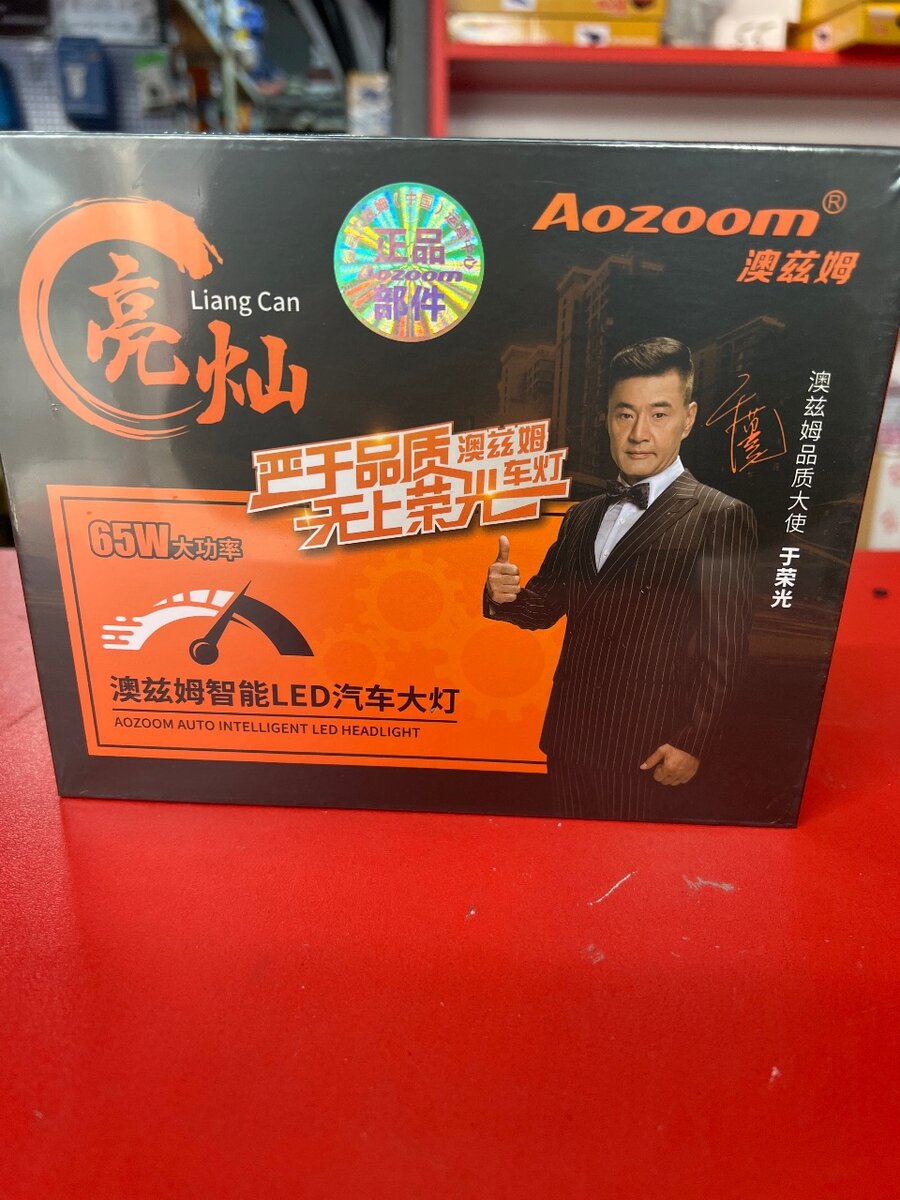 亮灿
Liang Can
正品
Aozoom
部件
Aozoom®
澳兹姆
严于品质 澳兹姆
无上荣光 车灯
65W大功率
澳兹姆智能LED汽车大灯
AOZOOM AUTO INTELLIGENT LED HEADLIGHT
澳兹姆品质大使 于荣光